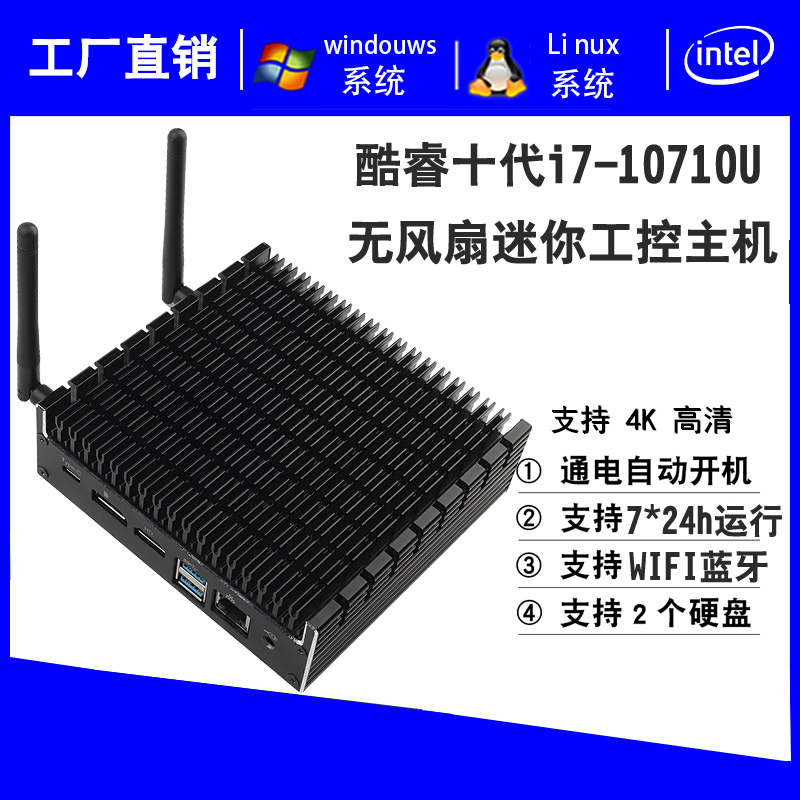 工厂直销
windouws
系统
Li nux
系统
intel
酷睿十代i7-10710U
无风扇迷你工控主机
支持 4K 高清
① 通电自动开机
② 支持7*24h运行
③ 支持WIFI蓝牙
④ 支持2个硬盘
HD